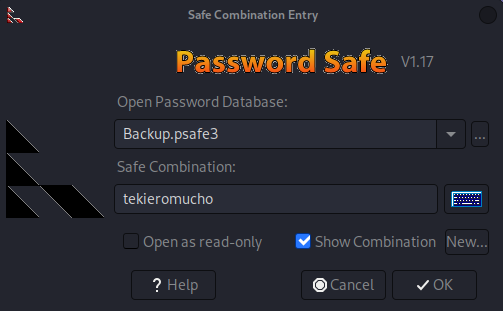 Safe Combination Entry
Password Safe V1.17
Open Password Database:
Backup.psafe3
...
Safe Combination:
tekieromucho
Open as read-only Show Combination New...
? Help Cancel OK